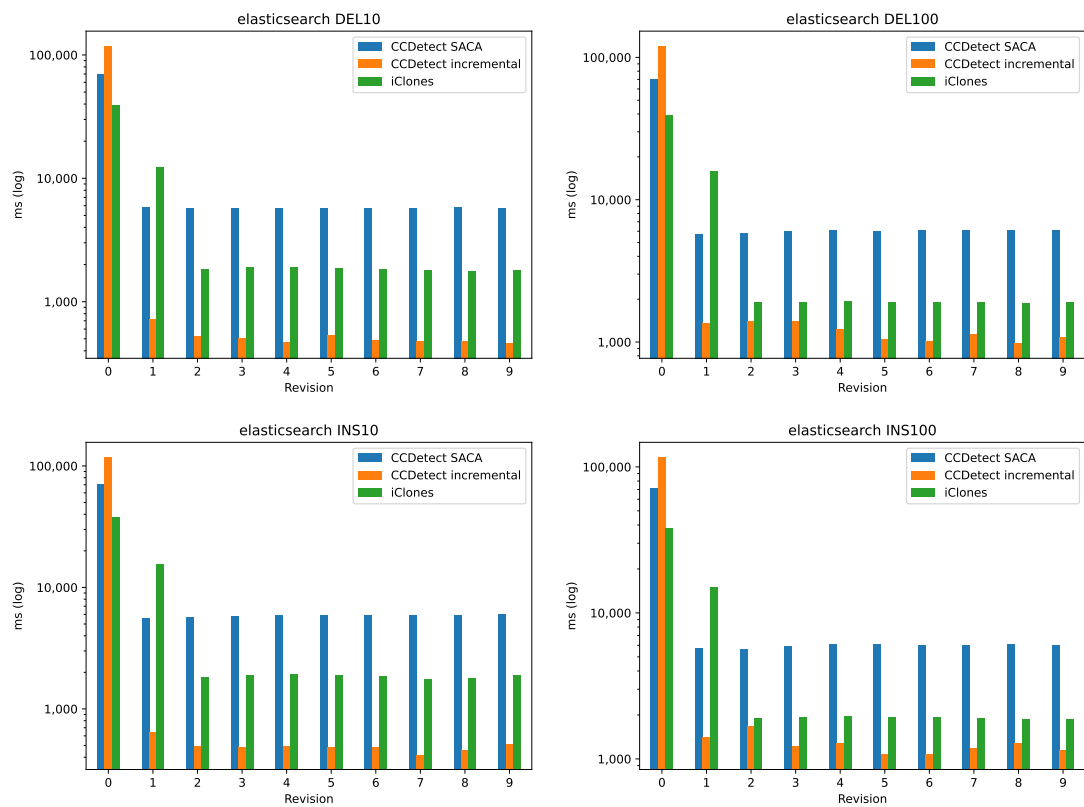 elasticsearch DEL10
100,000
10,000
1,000
ms (log)
CCDetect SACA
CCDetect incremental
iClones
0 1 2 3 4 5 6 7 8 9
Revision
elasticsearch DEL100
100,000
10,000
1,000
ms (log)
CCDetect SACA
CCDetect incremental
iClones
0 1 2 3 4 5 6 7 8 9
Revision
elasticsearch INS10
100,000
10,000
1,000
ms (log)
CCDetect SACA
CCDetect incremental
iClones
0 1 2 3 4 5 6 7 8 9
Revision
elasticsearch INS100
100,000
10,000
1,000
ms (log)
CCDetect SACA
CCDetect incremental
iClones
0 1 2 3 4 5 6 7 8 9
Revision